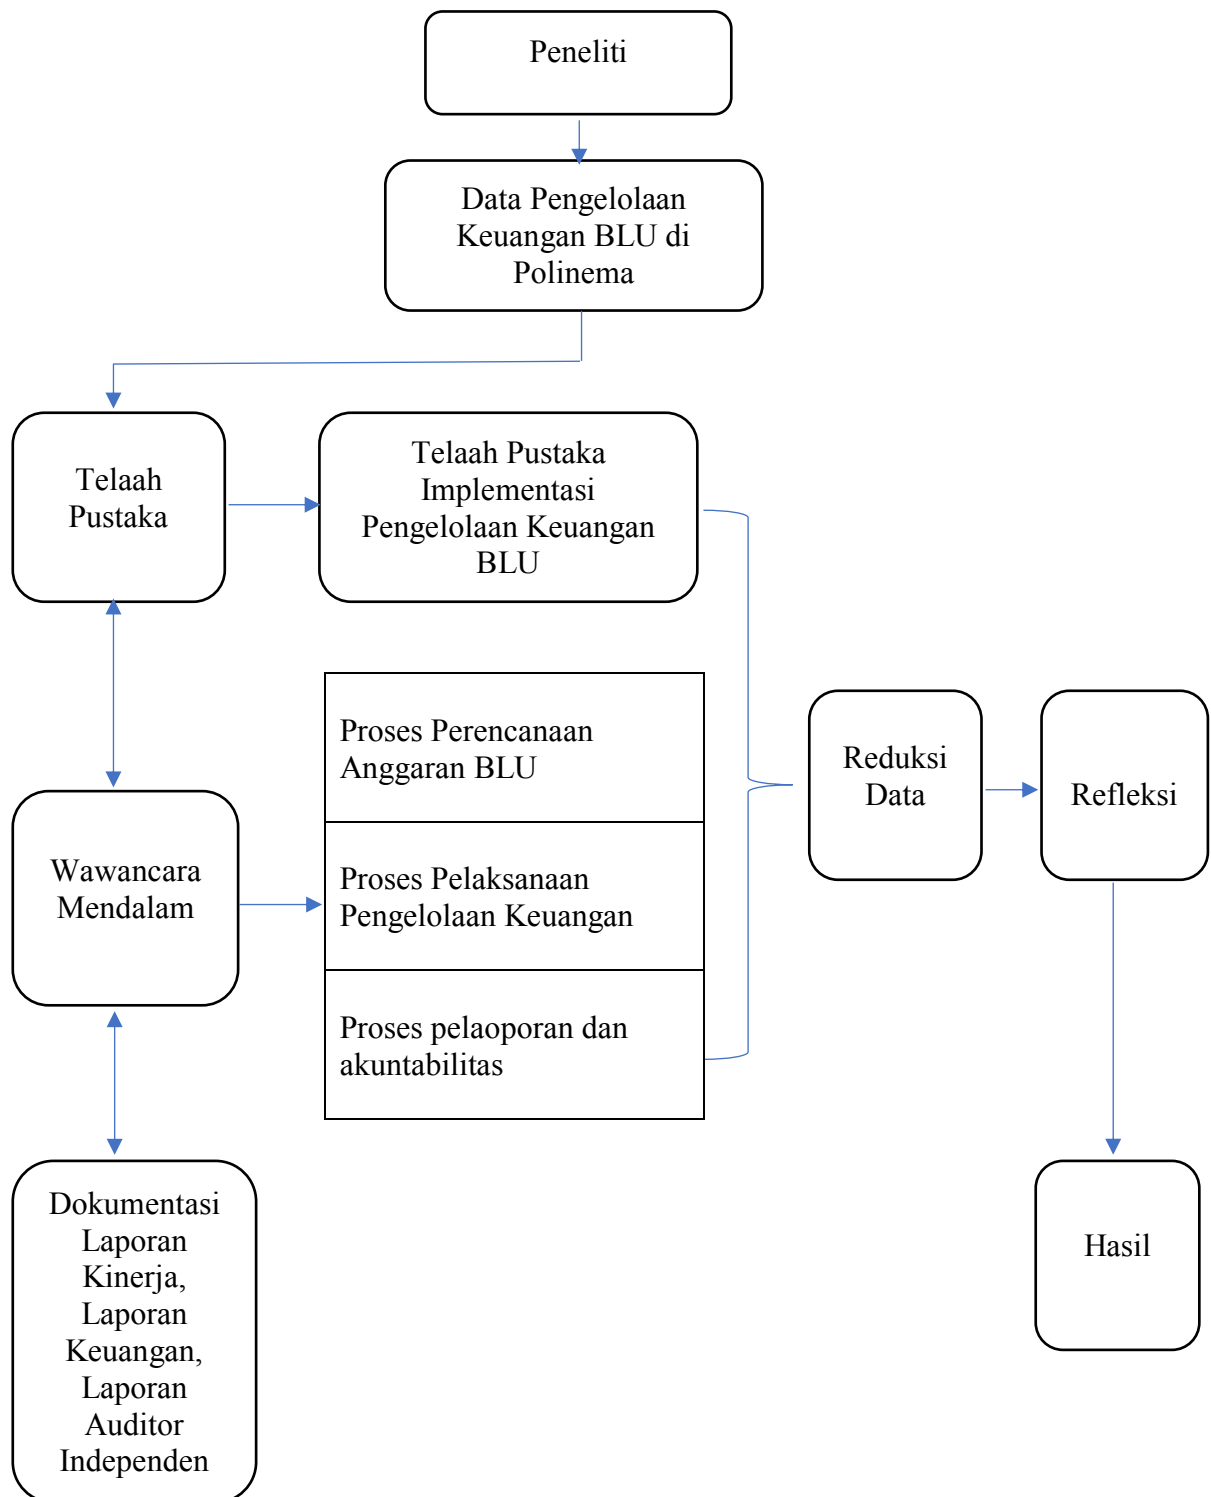 Peneliti
Data Pengelolaan
Keuangan BLU di
Polinema
Telaah
Pustaka
Telaah Pustaka
Implementasi
Pengelolaan Keuangan
BLU
Proses Perencanaan
Anggaran BLU
Proses Pelaksanaan
Pengelolaan Keuangan
Proses pelaoporan dan
akuntabilitas
Reduksi
Data
Refleksi
Wawancara
Mendalam
Dokumentasi
Laporan
Kinerja,
Laporan
Keuangan,
Laporan
Auditor
Independen
Hasil